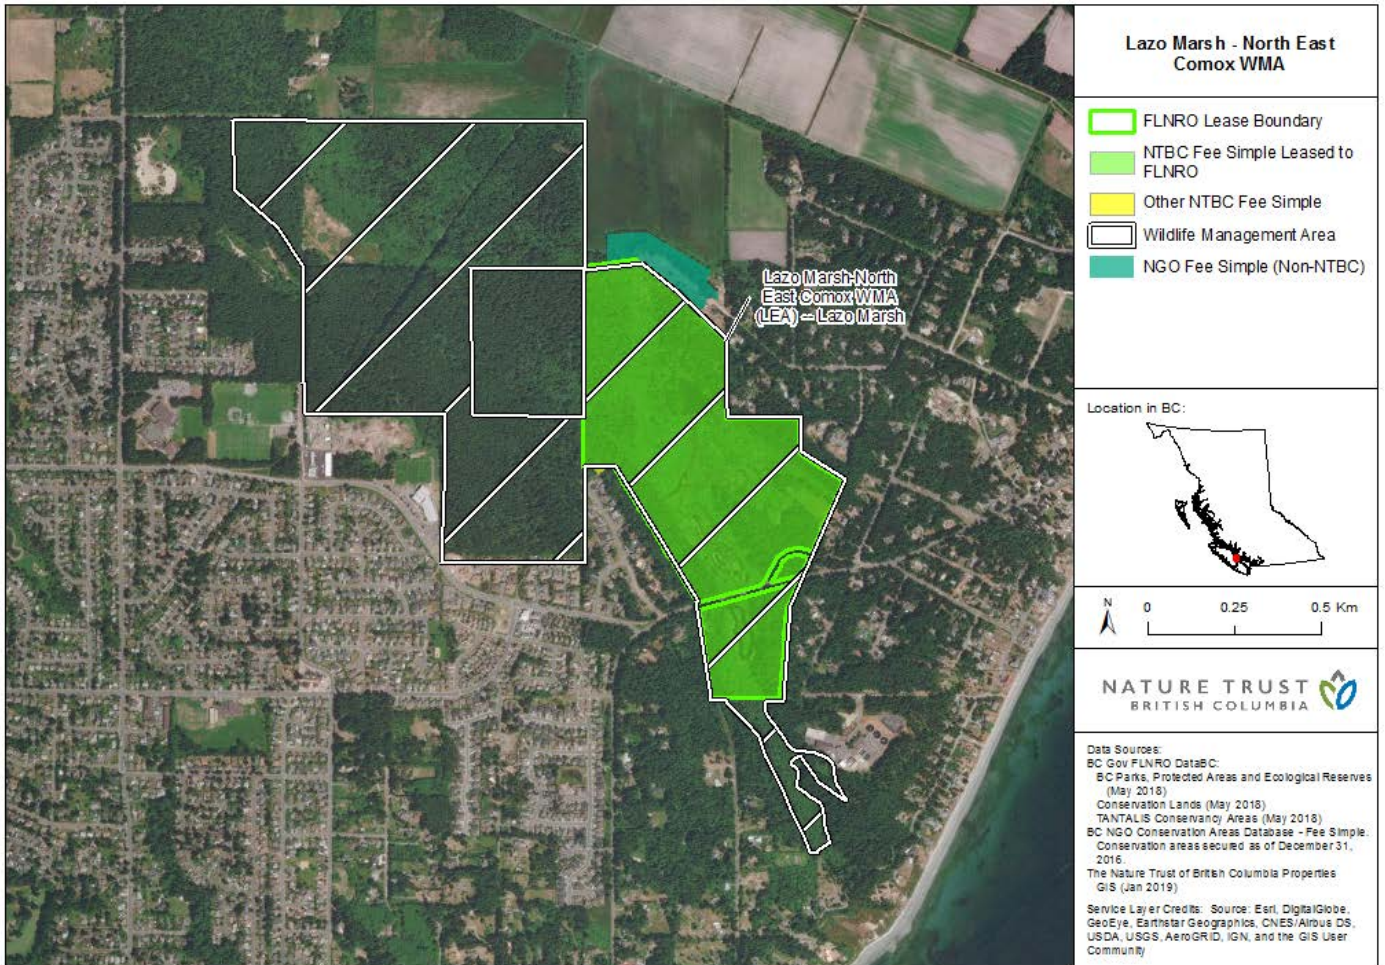 Lazo Marsh - North East
Comox WMA
FLNRO Lease Boundary
NTBC Fee Simple Leased to
FLNRO
Other NTBC Fee Simple
Wildlife Management Area
NGO Fee Simple (Non-NTBC)
Lazo Marsh-North
East Comox WMA
(LEA) -- Lazo Marsh
Location in BC:
N
0 0.25 0.5 Km
NATURE TRUST
BRITISH COLUMBIA
Data Sources:
BC Gov FLNRO DataBC:
BC Parks, Protected Areas and Ecological Reserves
(May 2018)
Conservation Lands (May 2018)
TANTALIS Conservancy Areas (May 2018)
BC NGO Conservation Areas Database - Fee Simple.
Conservation areas secured as of December 31,
2016.
The Nature Trust of British Columbia Properties
GIS (Jan 2019)
Service Layer Credits: Source: Esri, DigitalGlobe,
GeoEye, Earthstar Geographics, CNES/Airbus DS,
USDA, USGS, AeroGRID, IGN, and the GIS User
Community